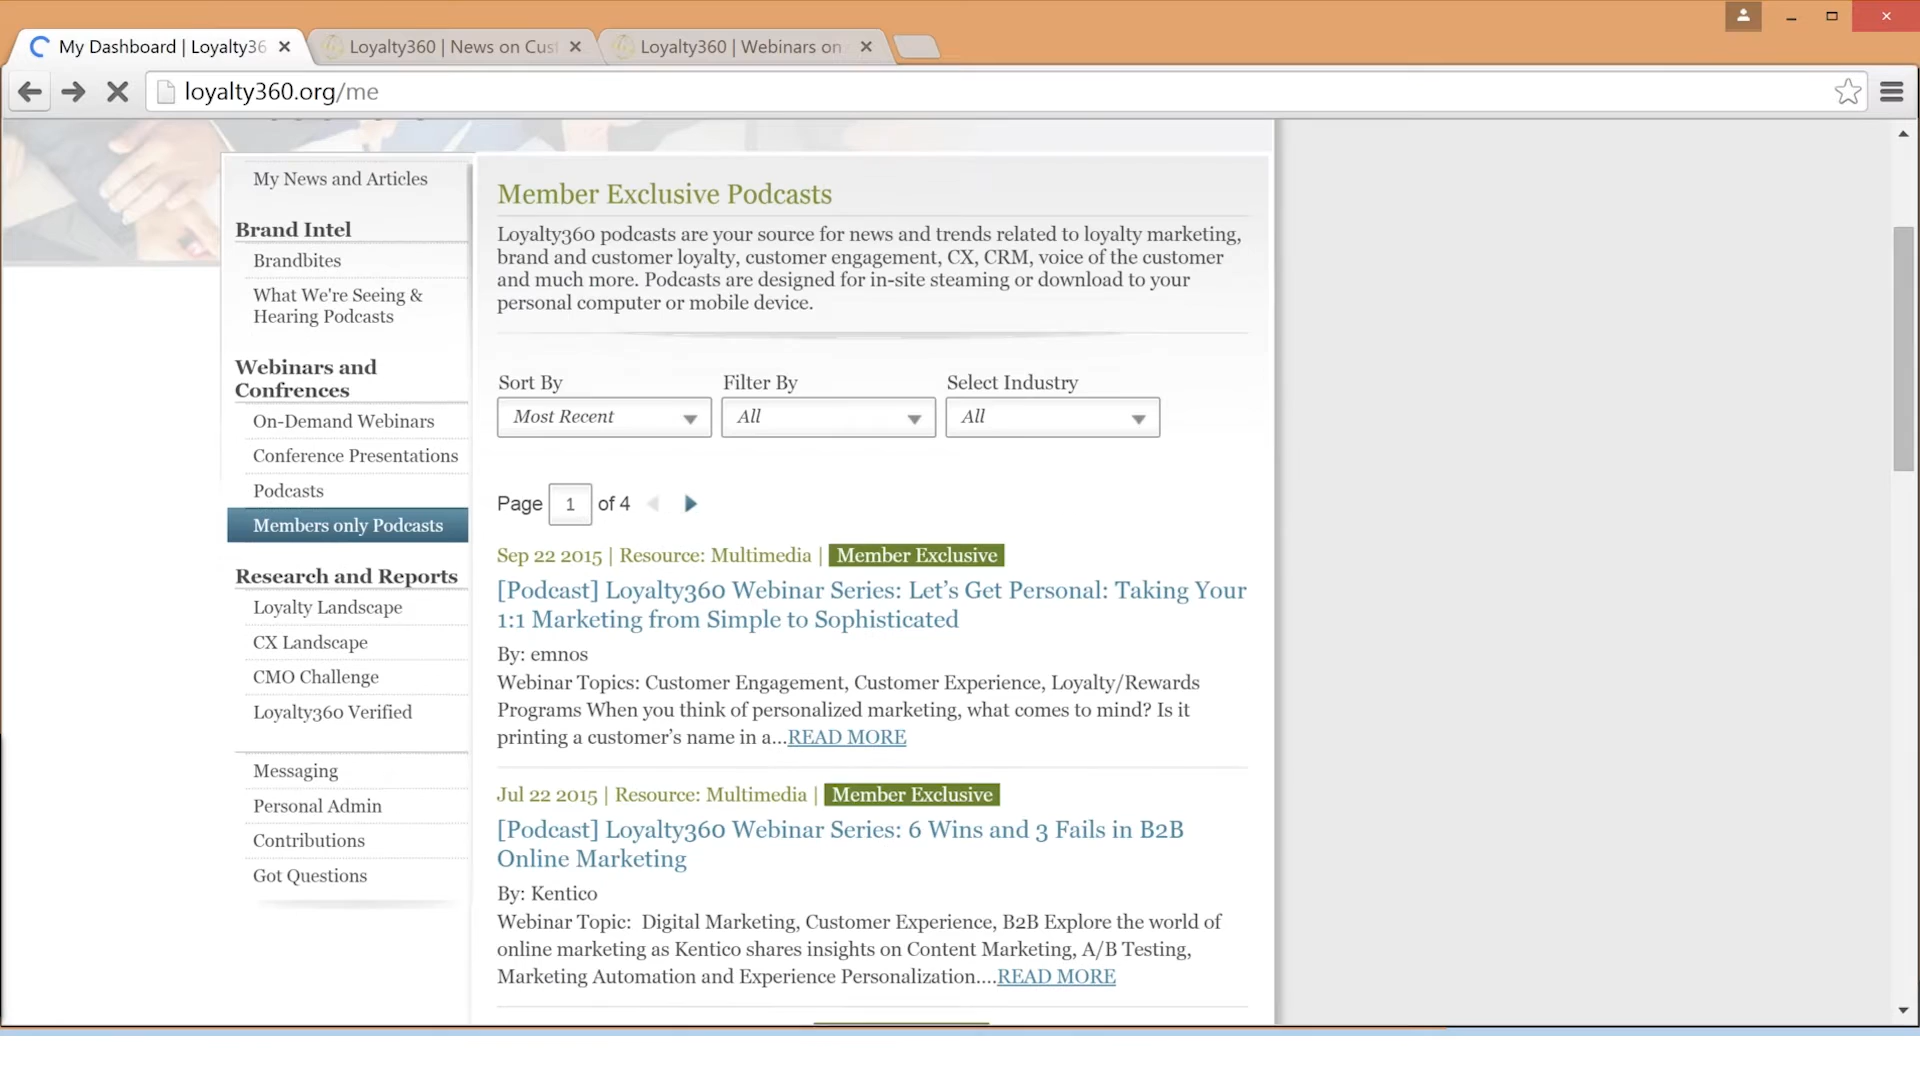 My Dashboard | Loyalty36
Loyalty360 | News on Cus
Loyalty360 | Webinars on
loyalty360.org/me
My News and Articles
Brand Intel
Brandbites
What We're Seeing &
Hearing Podcasts
Webinars and
Confrences
On-Demand Webinars
Conference Presentations
Podcasts
Members only Podcasts
Research and Reports
Loyalty Landscape
CX Landscape
CMO Challenge
Loyalty360 Verified
Messaging
Personal Admin
Contributions
Got Questions
Member Exclusive Podcasts
Loyalty360 podcasts are your source for news and trends related to loyalty marketing,
brand and customer loyalty, customer engagement, CX, CRM, voice of the customer
and much more. Podcasts are designed for in-site steaming or download to your
personal computer or mobile device.
Sort By Filter By Select Industry
Most Recent All All
Page 1 of 4
Sep 22 2015 | Resource: Multimedia | Member Exclusive
[Podcast] Loyalty360 Webinar Series: Let’s Get Personal: Taking Your
1:1 Marketing from Simple to Sophisticated
By: emnos
Webinar Topics: Customer Engagement, Customer Experience, Loyalty/Rewards
Programs When you think of personalized marketing, what comes to mind? Is it
printing a customer’s name in a...READ MORE
Jul 22 2015 | Resource: Multimedia | Member Exclusive
[Podcast] Loyalty360 Webinar Series: 6 Wins and 3 Fails in B2B
Online Marketing
By: Kentico
Webinar Topic: Digital Marketing, Customer Experience, B2B Explore the world of
online marketing as Kentico shares insights on Content Marketing, A/B Testing,
Marketing Automation and Experience Personalization....READ MORE